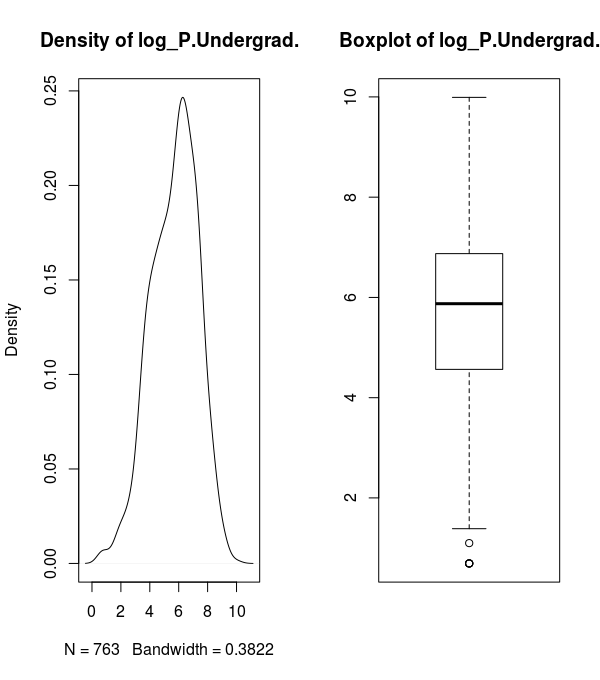 Density of log_P.Undergrad.
Density
0.25
0.20
0.15
0.10
0.05
0.00
0 2 4 6 8 10
N = 763 Bandwidth = 0.3822
Boxplot of log_P.Undergrad.
10
8
6
4
2